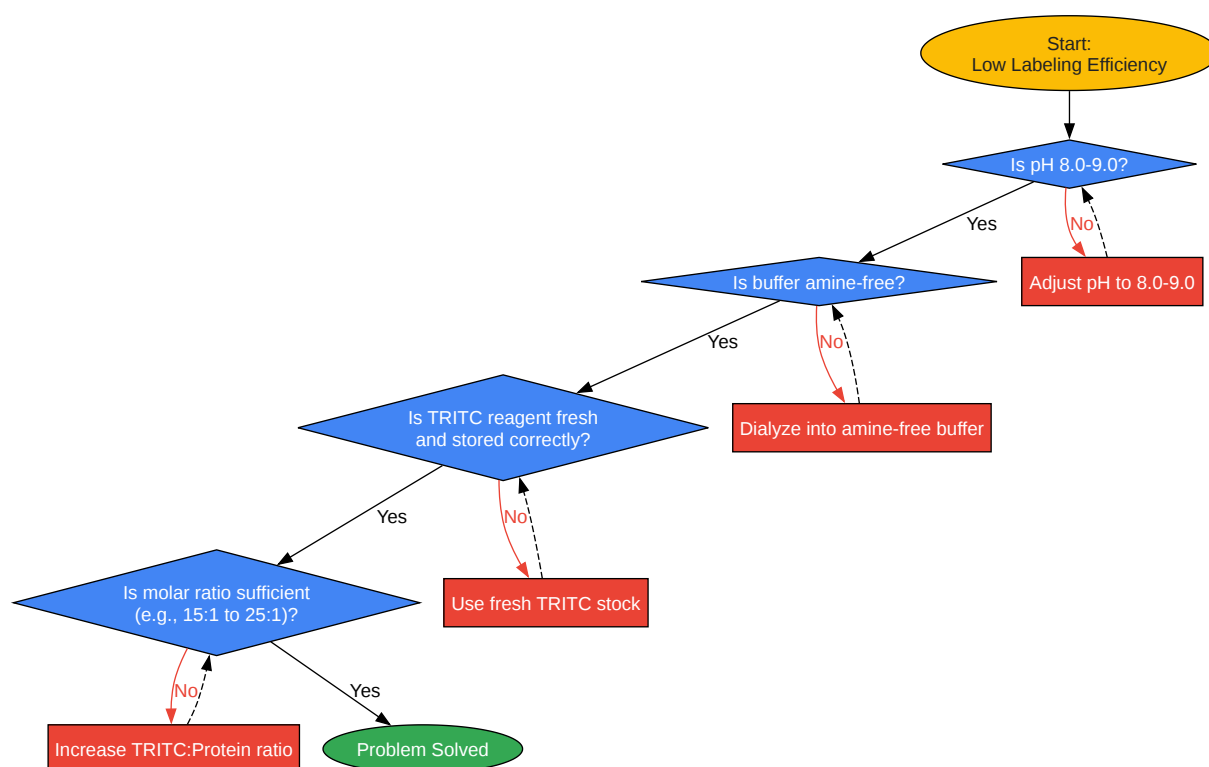 Start:
Low Labeling Efficiency
Is pH 8.0-9.0?
Yes
No
Adjust pH to 8.0-9.0
Is buffer amine-free?
Yes
No
Dialyze into amine-free buffer
Is TRITC reagent fresh
and stored correctly?
Yes
No
Use fresh TRITC stock
Is molar ratio sufficient
(e.g., 15:1 to 25:1)?
No
Yes
Increase TRITC:Protein ratio
Problem Solved